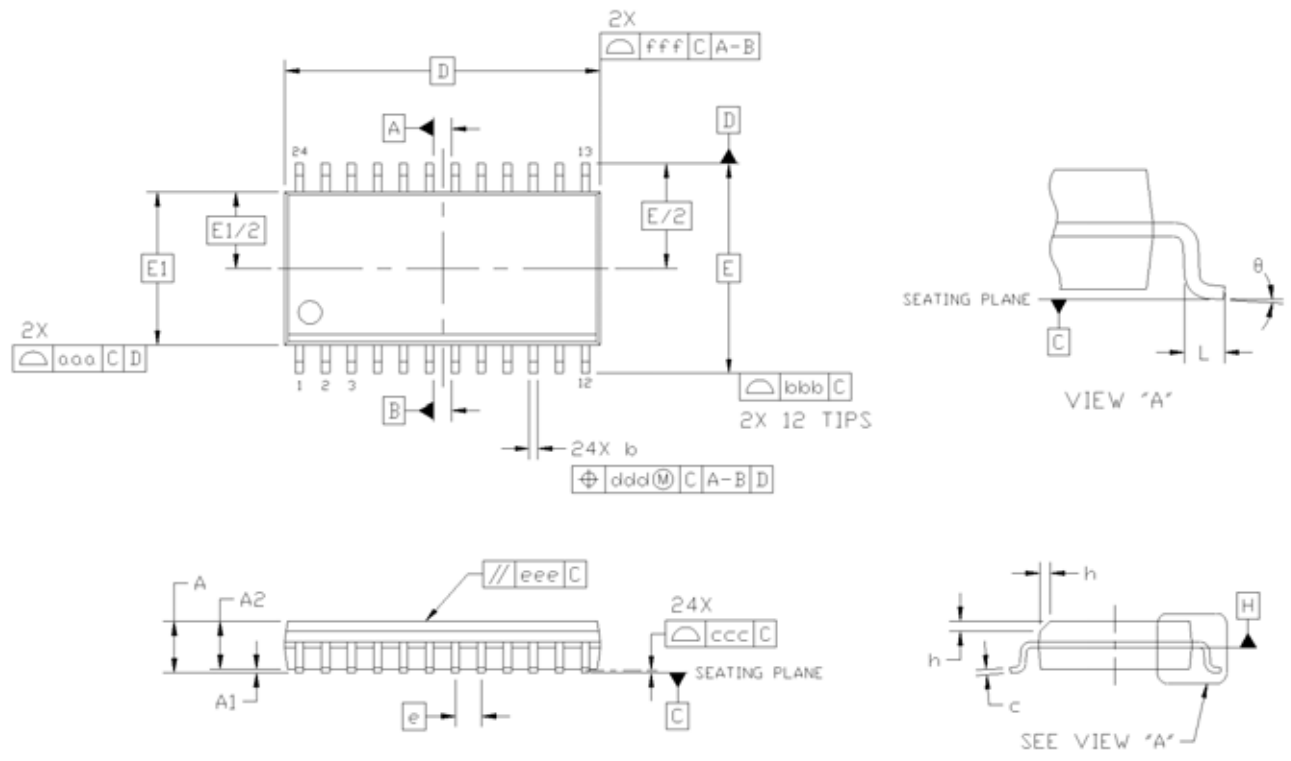 2X
fff C A-B
D
A
D
24
13
E1/2
E/2
E1
E
θ
SEATING PLANE
C
2X
aaa C D
L
1 2 3
12
bbb C
VIEW "A"
B
2X 12 TIPS
24X b
ddd Ⓜ C A-B D
// eee C
A
A2
24X
ccc C
h
H
SEATING PLANE
h
A1
e
C
c
SEE VIEW "A"